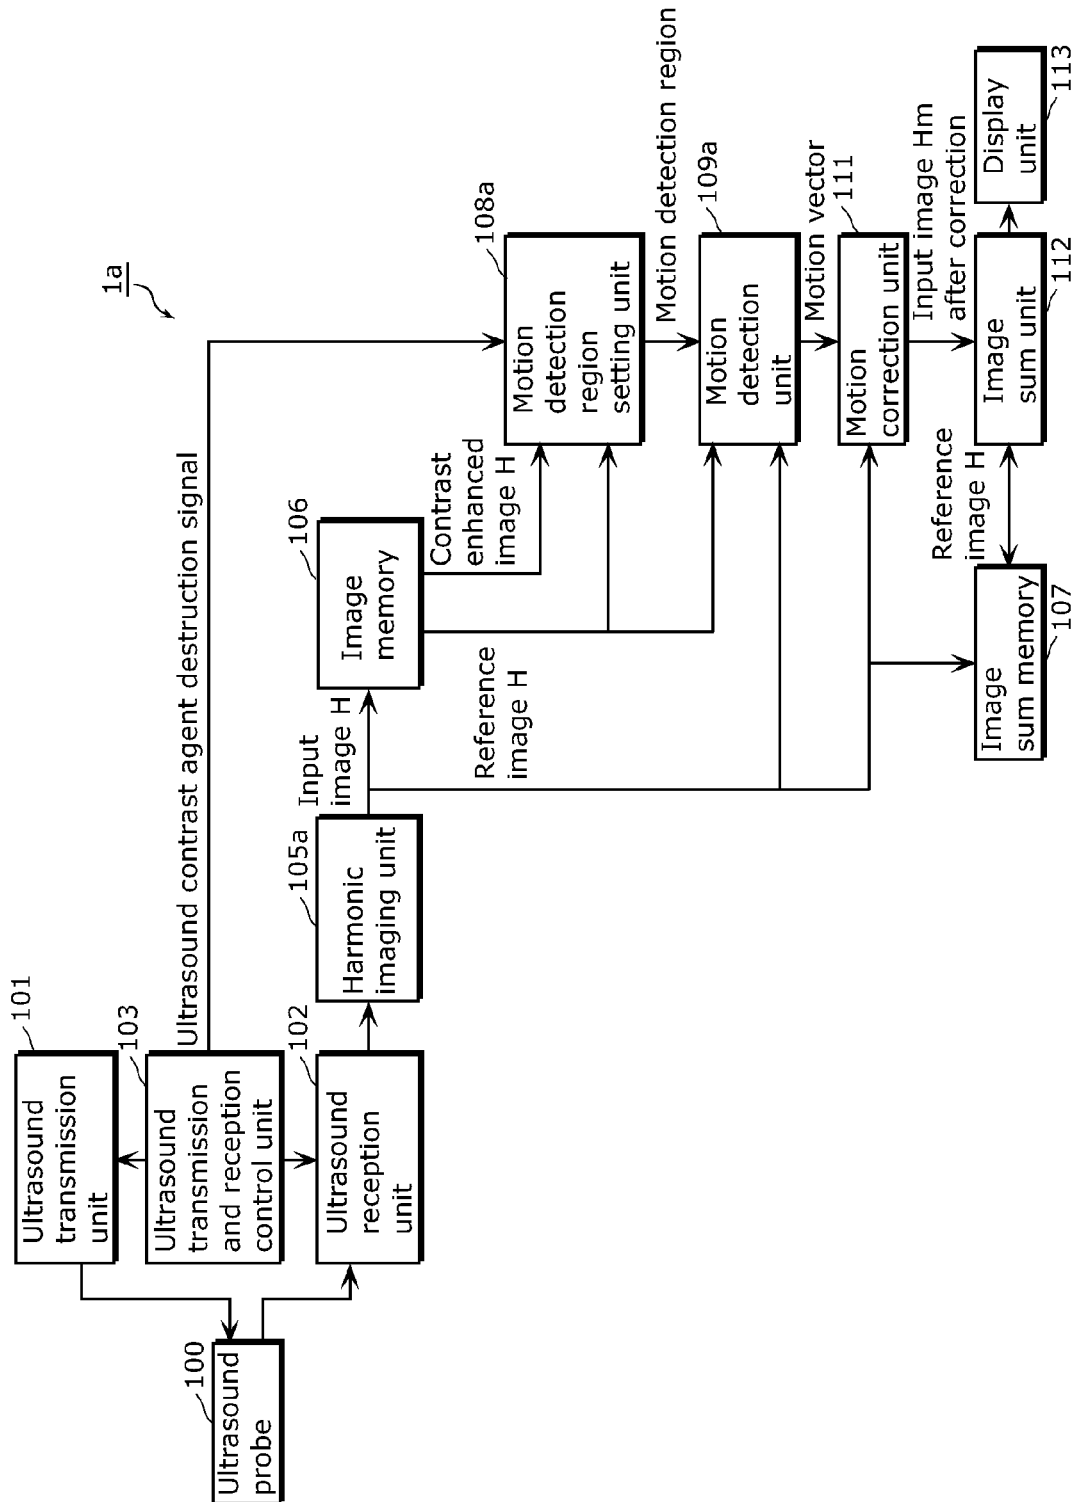 1a
101
Ultrasound
transmission
unit
103
Ultrasound
transmission
and reception
control unit
102
Ultrasound
reception
unit
100
Ultrasound
probe
Ultrasound contrast agent destruction signal
105a
Harmonic
imaging unit
Input
image H
106
Image
memory
Contrast
enhanced
image H
Reference
image H
108a
Motion
detection
region
setting unit
Motion detection region
109a
Motion
detection
unit
Motion vector
111
Motion
correction unit
Input image Hm
after correction
Image
sum unit
112
Reference
image H
Image
sum memory
107
Display
unit
113